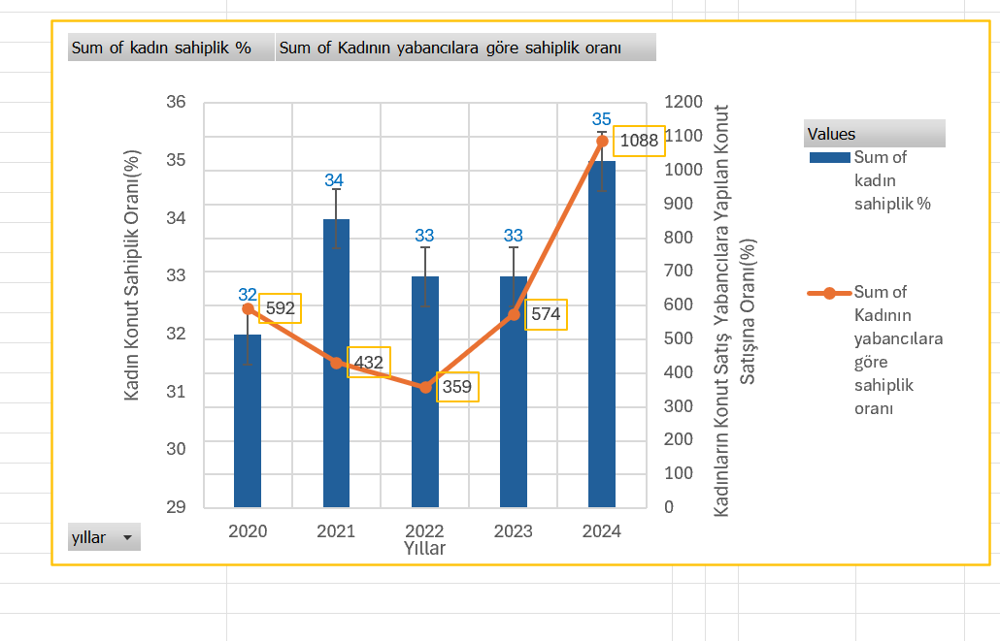 Sum of kadın sahiplik %
Sum of Kadının yabancılara göre sahiplik oranı
Kadın Konut Sahiplik Oranı(%)
36
35
34
33
32
31
30
29
32
34
33
33
35
592
432
359
574
1088
1200
1100
1000
900
800
700
600
500
400
300
200
100
0
Kadınların Konut Satış Yabancılara Yapılan Konut
Satışına Oranı(%)
2020
2021
2022
2023
2024
Yıllar
Values
Sum of
kadın
sahiplik %
Sum of
Kadının
yabancılara
göre
sahiplik
oranı
yıllar